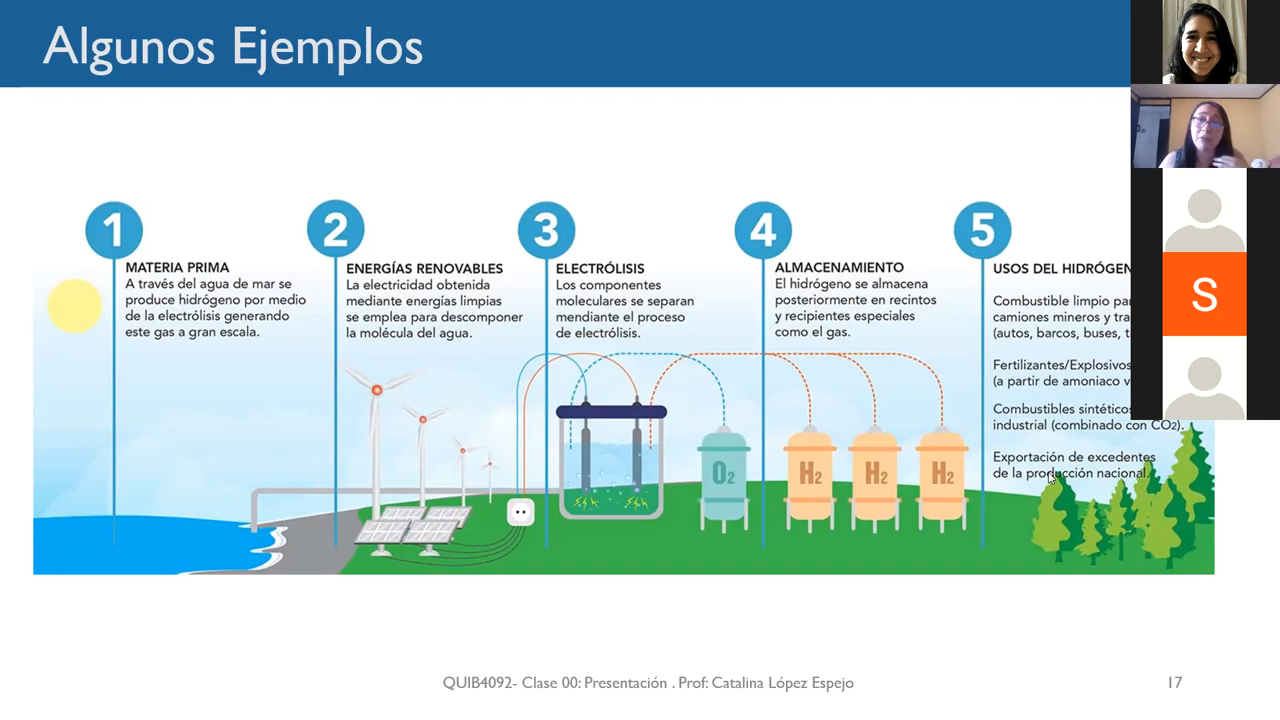 Algunos Ejemplos
1
MATERIA PRIMA
A través del agua de mar se
produce hidrógeno por medio
de la electrólisis generando
este gas a gran escala.
2
ENERGÍAS RENOVABLES
La electricidad obtenida
mediante energías limpias
se emplea para descomponer
la molécula del agua.
3
ELECTRÓLISIS
Los componentes
moleculares se separan
mendiante el proceso
de electrólisis.
4
ALMACENAMIENTO
El hidrógeno se almacena
posteriormente en recintos
y recipientes especiales
como el gas.
5
USOS DEL
Combustible limpio
camiones mineros y
(autos, barcos, buses,
Fertilizantes/Explosivos
(a partir de amoniaco
Combustibles sintéticos
industrial (combinado con CO2).
Exportación de excedentes
de la producción nacional.
O2
H2
H2
H2
S
QUIB4092- Clase 00: Presentación . Prof: Catalina López Espejo
17